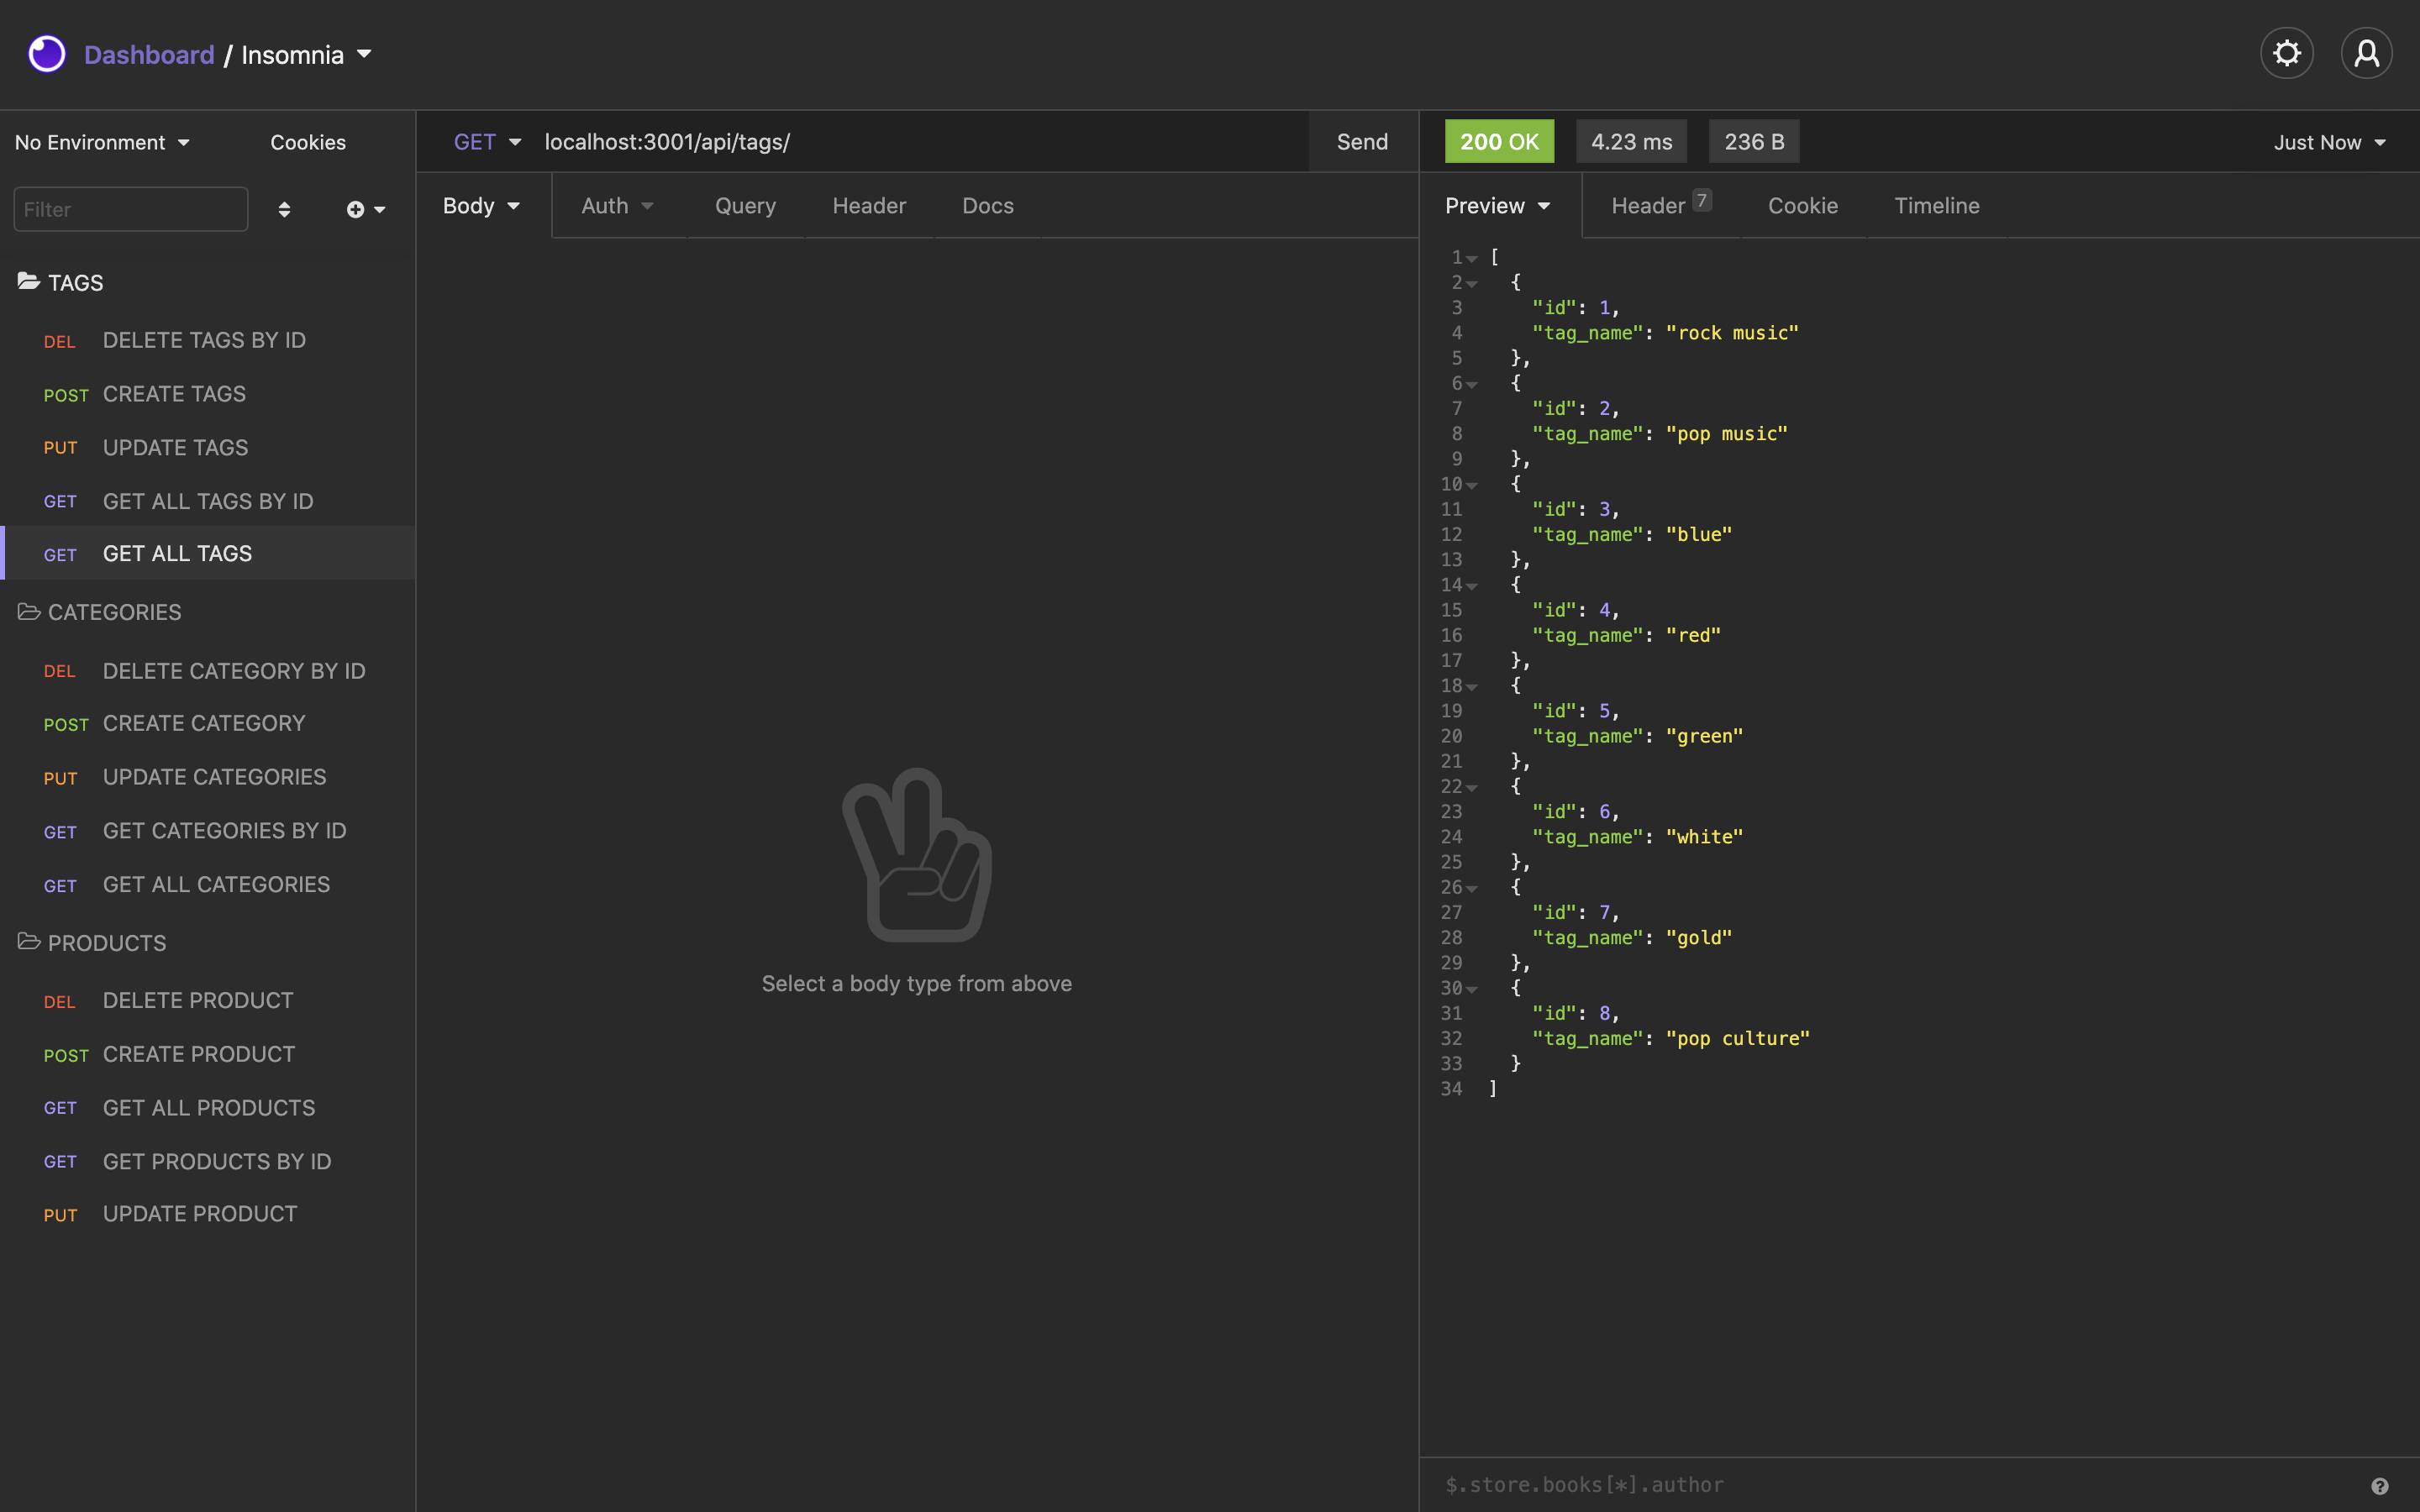 Dashboard / Insomnia
No Environment Cookies
Filter
TAGS
DEL DELETE TAGS BY ID
POST CREATE TAGS
PUT UPDATE TAGS
GET GET ALL TAGS BY ID
GET GET ALL TAGS
CATEGORIES
DEL DELETE CATEGORY BY ID
POST CREATE CATEGORY
PUT UPDATE CATEGORIES
GET GET CATEGORIES BY ID
GET GET ALL CATEGORIES
PRODUCTS
DEL DELETE PRODUCT
POST CREATE PRODUCT
GET GET ALL PRODUCTS
GET GET PRODUCTS BY ID
PUT UPDATE PRODUCT
GET localhost:3001/api/tags/ Send
Body Auth Query Header Docs
Select a body type from above
200 OK 4.23 ms 236 B Just Now
Preview Header 7 Cookie Timeline
1 [
2 {
3 "id": 1,
4 "tag_name": "rock music"
5 },
6 {
7 "id": 2,
8 "tag_name": "pop music"
9 },
10 {
11 "id": 3,
12 "tag_name": "blue"
13 },
14 {
15 "id": 4,
16 "tag_name": "red"
17 },
18 {
19 "id": 5,
20 "tag_name": "green"
21 },
22 {
23 "id": 6,
24 "tag_name": "white"
25 },
26 {
27 "id": 7,
28 "tag_name": "gold"
29 },
30 {
31 "id": 8,
32 "tag_name": "pop culture"
33 }
34 ]
$.store.books[*].author